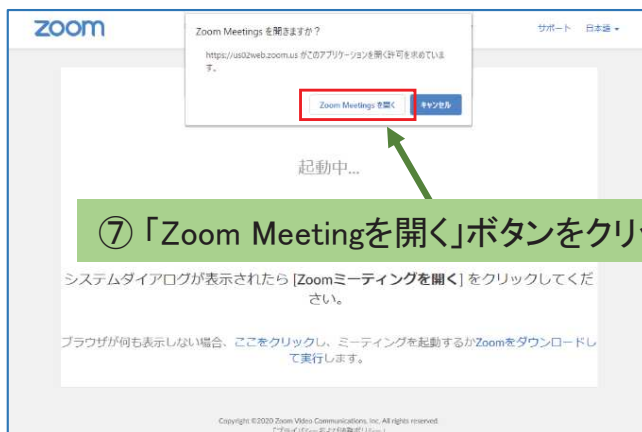 zoom
サポート 日本語
Zoom Meetings を開きますか？
https://us02web.zoom.us がこのアプリケーションを開く許可を求めていま
す。
Zoom Meetings を開く キャンセル
起動中...
⑦「Zoom Meetingを開く」ボタンをクリ
システムダイアログが表示されたら [Zoomミーティングを開く] をクリックしてくだ
さい。
ブラウザが何も表示しない場合、ここをクリックし、ミーティングを起動するかZoomをダウンロードし
て実行します。
Copyright ©2020 Zoom Video Communications, Inc. All rights reserved.